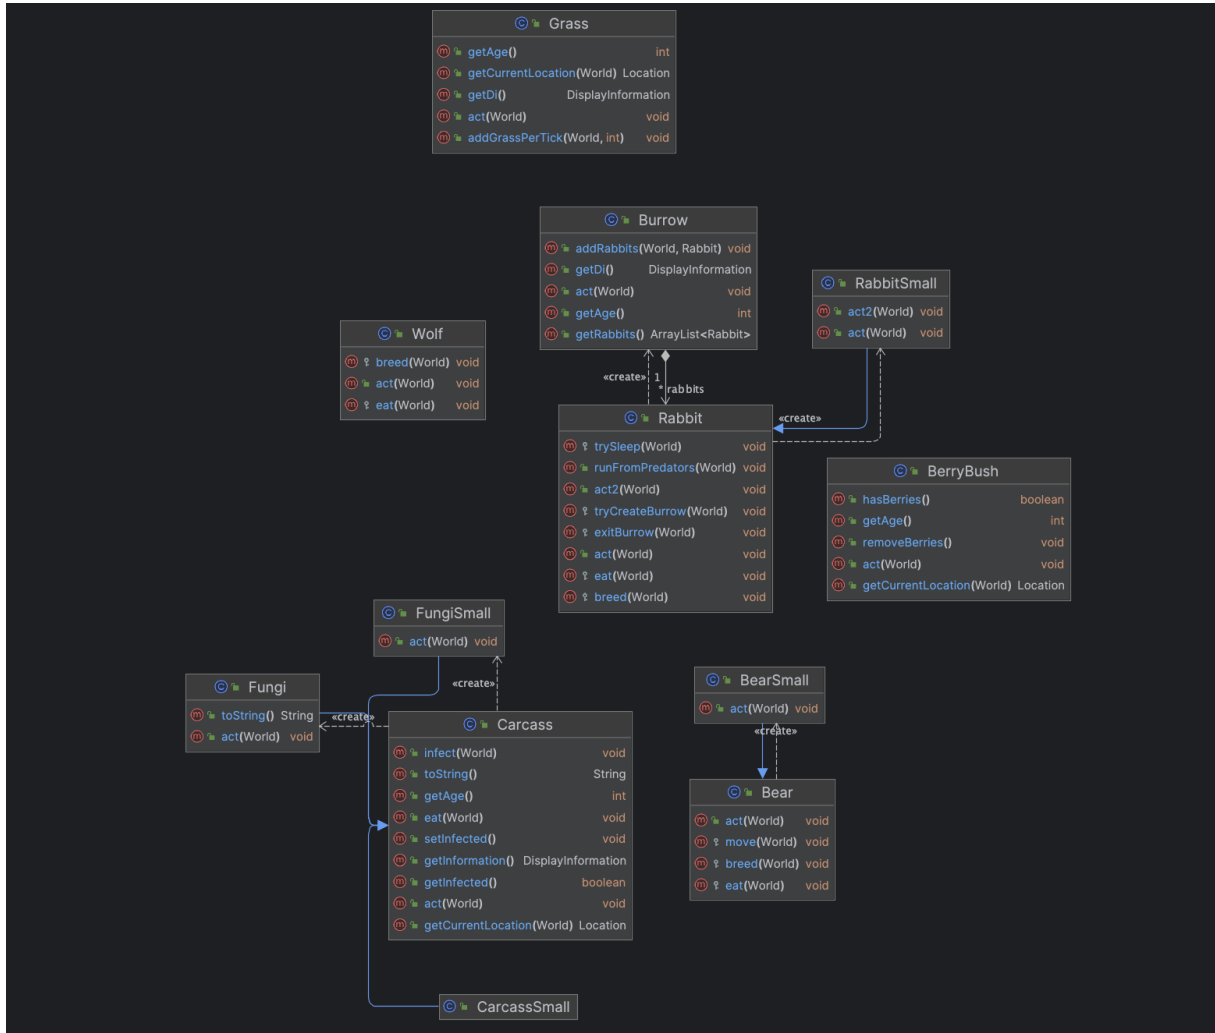 Grass
getAge() int
getCurrentLocation(World) Location
getDi() DisplayInformation
act(World) void
addGrassPerTick(World, int) void
Burrow
addRabbits(World, Rabbit) void
getDi() DisplayInformation
act(World) void
getAge() int
getRabbits() ArrayList<Rabbit>
RabbitSmall
act2(World) void
act(World) void
Wolf
breed(World) void
act(World) void
eat(World) void
«create»
1
* rabbits
«create»
Rabbit
trySleep(World) void
runFromPredators(World) void
act2(World) void
tryCreateBurrow(World) void
exitBurrow(World) void
act(World) void
eat(World) void
breed(World) void
BerryBush
hasBerries() boolean
getAge() int
removeBerries() void
act(World) void
getCurrentLocation(World) Location
FungiSmall
act(World) void
«create»
Fungi
toString() String
act(World) void
«create»
Carcass
infect(World) void
toString() String
getAge() int
eat(World) void
setInfected() void
getInformation() DisplayInformation
getInfected() boolean
act(World) void
getCurrentLocation(World) Location
BearSmall
act(World) void
«create»
Bear
act(World) void
move(World) void
breed(World) void
eat(World) void
CarcassSmall